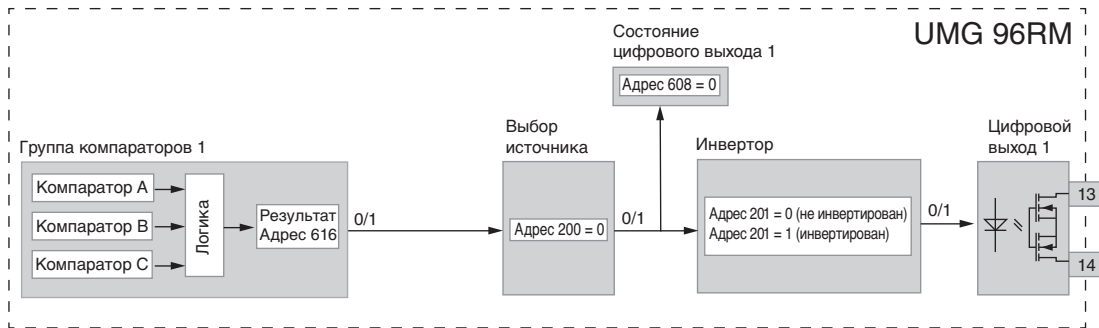 UMG 96RM
Состояние
цифрового выхода 1
Адрес 608 = 0
Группа компараторов 1
Компаратор A
Компаратор B
Компаратор C
Логика
Результат
Адрес 616
0/1
Выбор
источника
Адрес 200 = 0
0/1
Инвертор
Адрес 201 = 0 (не инвертирован)
Адрес 201 = 1 (инвертирован)
0/1
Цифровой
выход 1
13
14